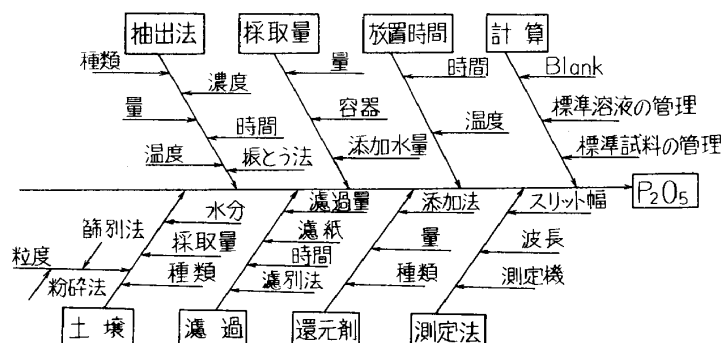 抽出法
採取量
放置時間
計算
種類
濃度
量
時間
温度
振とう法
量
容器
添加水量
時間
温度
Blank
標準溶液の管理
標準試料の管理
P₂O₅
水分
篩別法
採取量
粒度
粉砕法
種類
濾過量
濾紙
時間
濾別法
添加法
量
種類
スリット幅
波長
測定機
土壌
濾過
還元剤
測定法